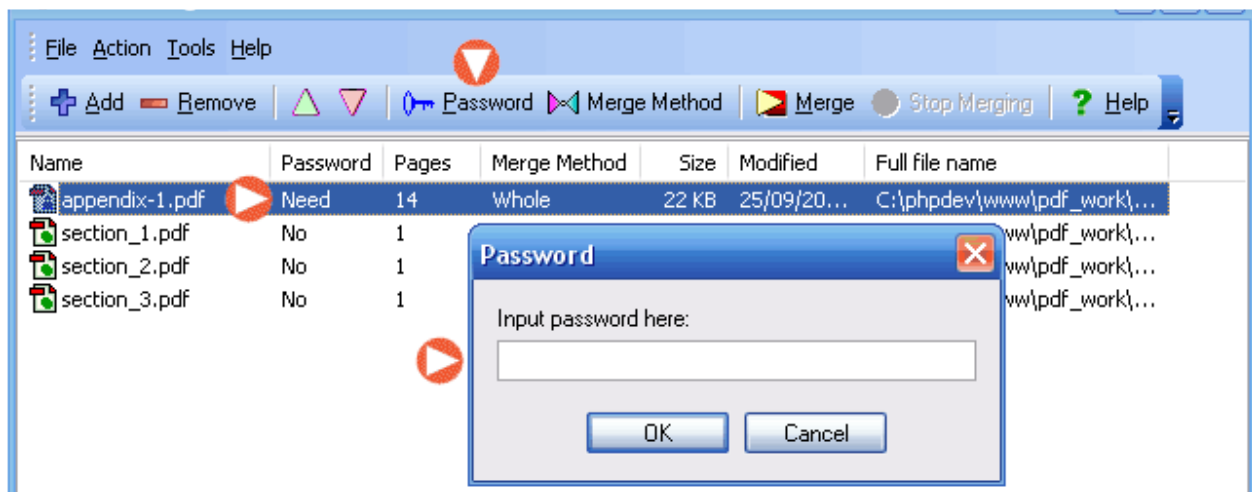 File Action Tools Help
Add Remove Password Merge Method Merge Stop Merging ? Help
Name Password Pages Merge Method Size Modified Full file name
appendix-1.pdf Need 14 Whole 22 KB 25/09/20... C:\phpdev\www\pdf_work\...
section_1.pdf No 1 ww\pdf_work\...
section_2.pdf No 1 ww\pdf_work\...
section_3.pdf No 1 ww\pdf_work\...
Password
Input password here:
OK Cancel